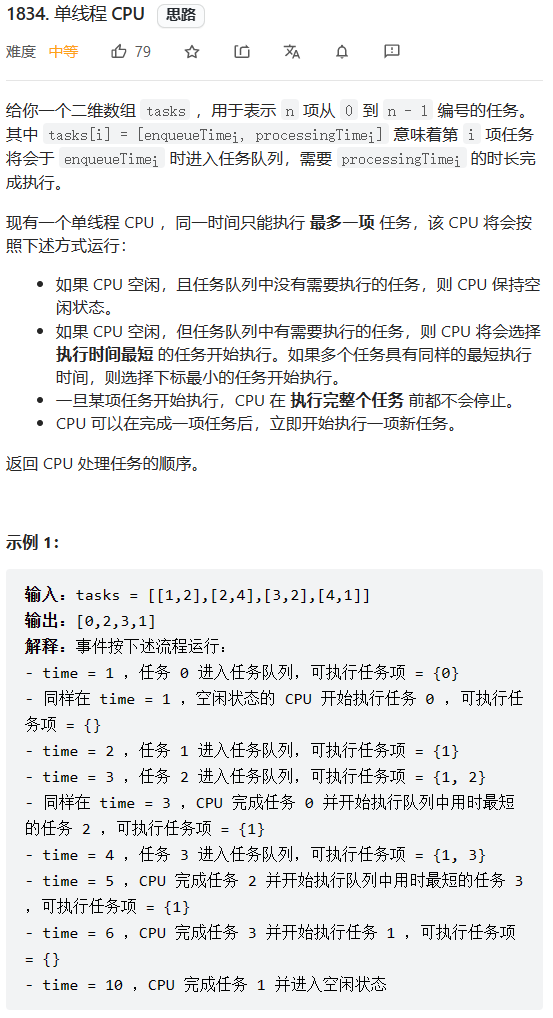 1834. 单线程 CPU 思路
难度 中等 79
给你一个二维数组 tasks ，用于表示 n 项从 0 到 n - 1 编号的任务。
其中 tasks[i] = [enqueueTimei, processingTimei] 意味着第 i 项任务
将会于 enqueueTimei 时进入任务队列，需要 processingTimei 的时长完
成执行。
现有一个单线程 CPU ，同一时间只能执行 最多一项 任务，该 CPU 将会按
照下述方式运行：
• 如果 CPU 空闲，且任务队列中没有需要执行的任务，则 CPU 保持空
闲状态。
• 如果 CPU 空闲，但任务队列中有需要执行的任务，则 CPU 将会选择
执行时间最短 的任务开始执行。如果多个任务具有同样的最短执行
时间，则选择下标最小的任务开始执行。
• 一旦某项任务开始执行，CPU 在 执行完整个任务 前都不会停止。
• CPU 可以在完成一项任务后，立即开始执行一项新任务。
返回 CPU 处理任务的顺序。
示例 1：
输入：tasks = [[1,2],[2,4],[3,2],[4,1]]
输出：[0,2,3,1]
解释：事件按下述流程运行：
- time = 1 ，任务 0 进入任务队列，可执行任务项 = {0}
- 同样在 time = 1 ，空闲状态的 CPU 开始执行任务 0 ，可执行任
务项 = {}
- time = 2 ，任务 1 进入任务队列，可执行任务项 = {1}
- time = 3 ，任务 2 进入任务队列，可执行任务项 = {1, 2}
- 同样在 time = 3 ，CPU 完成任务 0 并开始执行队列中用时最短
的任务 2 ，可执行任务项 = {1}
- time = 4 ，任务 3 进入任务队列，可执行任务项 = {1, 3}
- time = 5 ，CPU 完成任务 2 并开始执行队列中用时最短的任务 3
，可执行任务项 = {1}
- time = 6 ，CPU 完成任务 3 并开始执行任务 1 ，可执行任务项
= {}
- time = 10 ，CPU 完成任务 1 并进入空闲状态